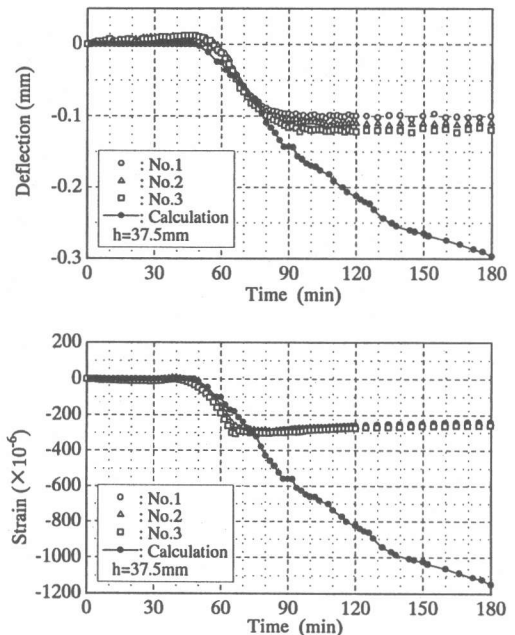 0
-0.1
-0.2
-0.3
Deflection (mm)
○ : No.1
△ : No.2
□ : No.3
●: Calculation
h=37.5mm
0 30 60 90 120 150 180
Time (min)
200
0
-200
-400
-600
-800
-1000
-1200
Strain (×10⁻⁶)
○ : No.1
△ : No.2
□ : No.3
●: Calculation
h=37.5mm
0 30 60 90 120 150 180
Time (min)